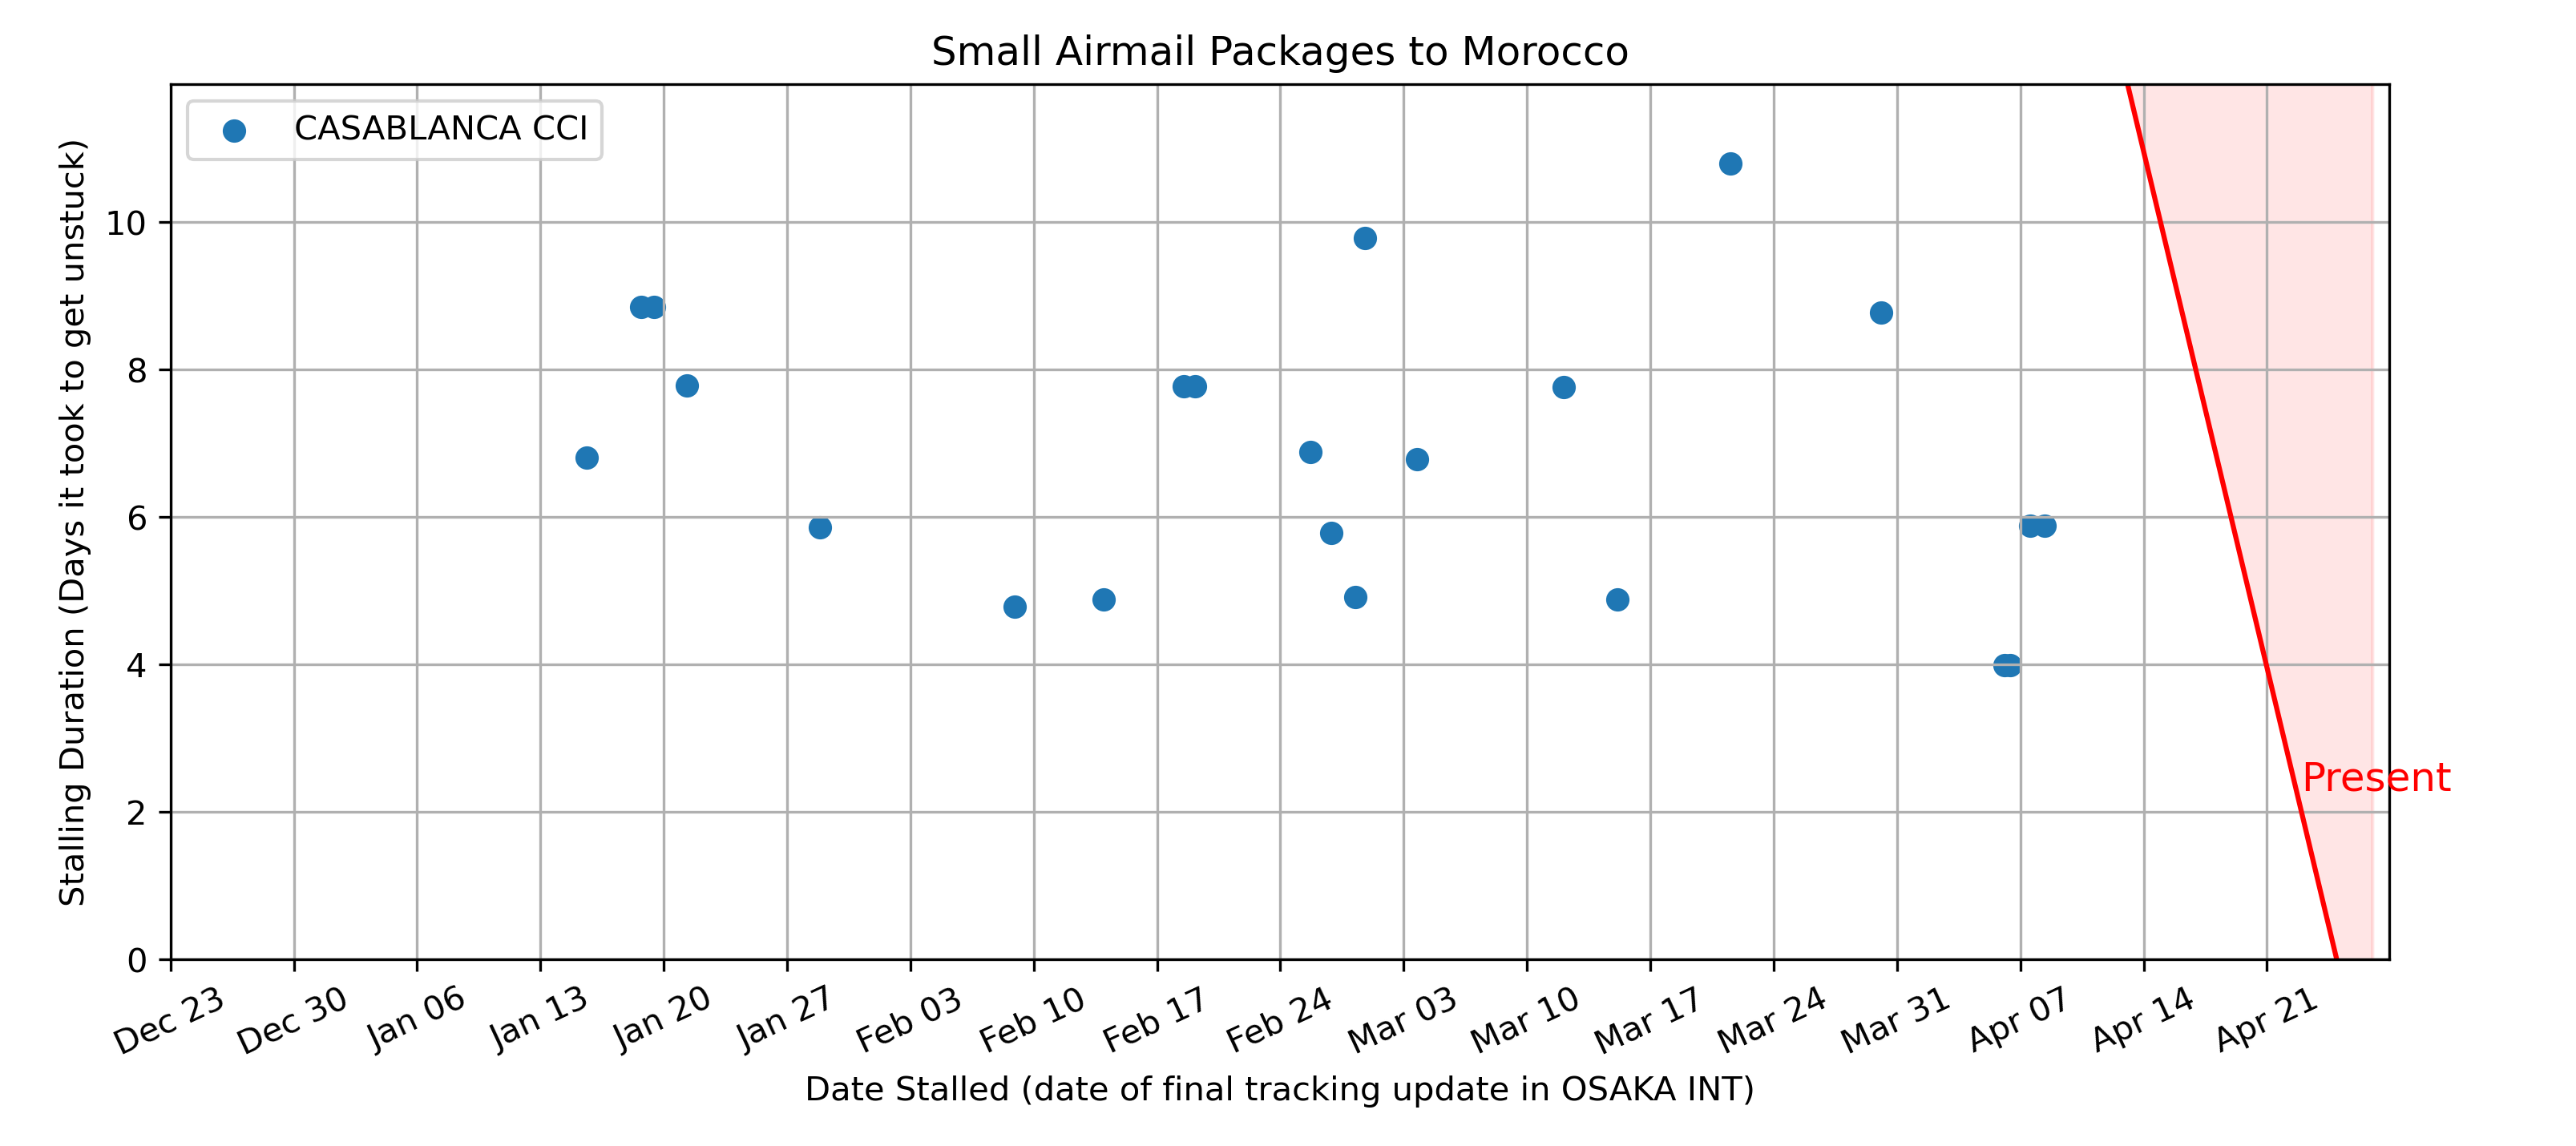 Small Airmail Packages to Morocco
CASABLANCA CCI
Stalling Duration (Days it took to get unstuck)
10
8
6
4
2
0
Present
Dec 23
Dec 30
Jan 06
Jan 13
Jan 20
Jan 27
Feb 03
Feb 10
Feb 17
Feb 24
Mar 03
Mar 10
Mar 17
Mar 24
Mar 31
Apr 07
Apr 14
Apr 21
Date Stalled (date of final tracking update in OSAKA INT)